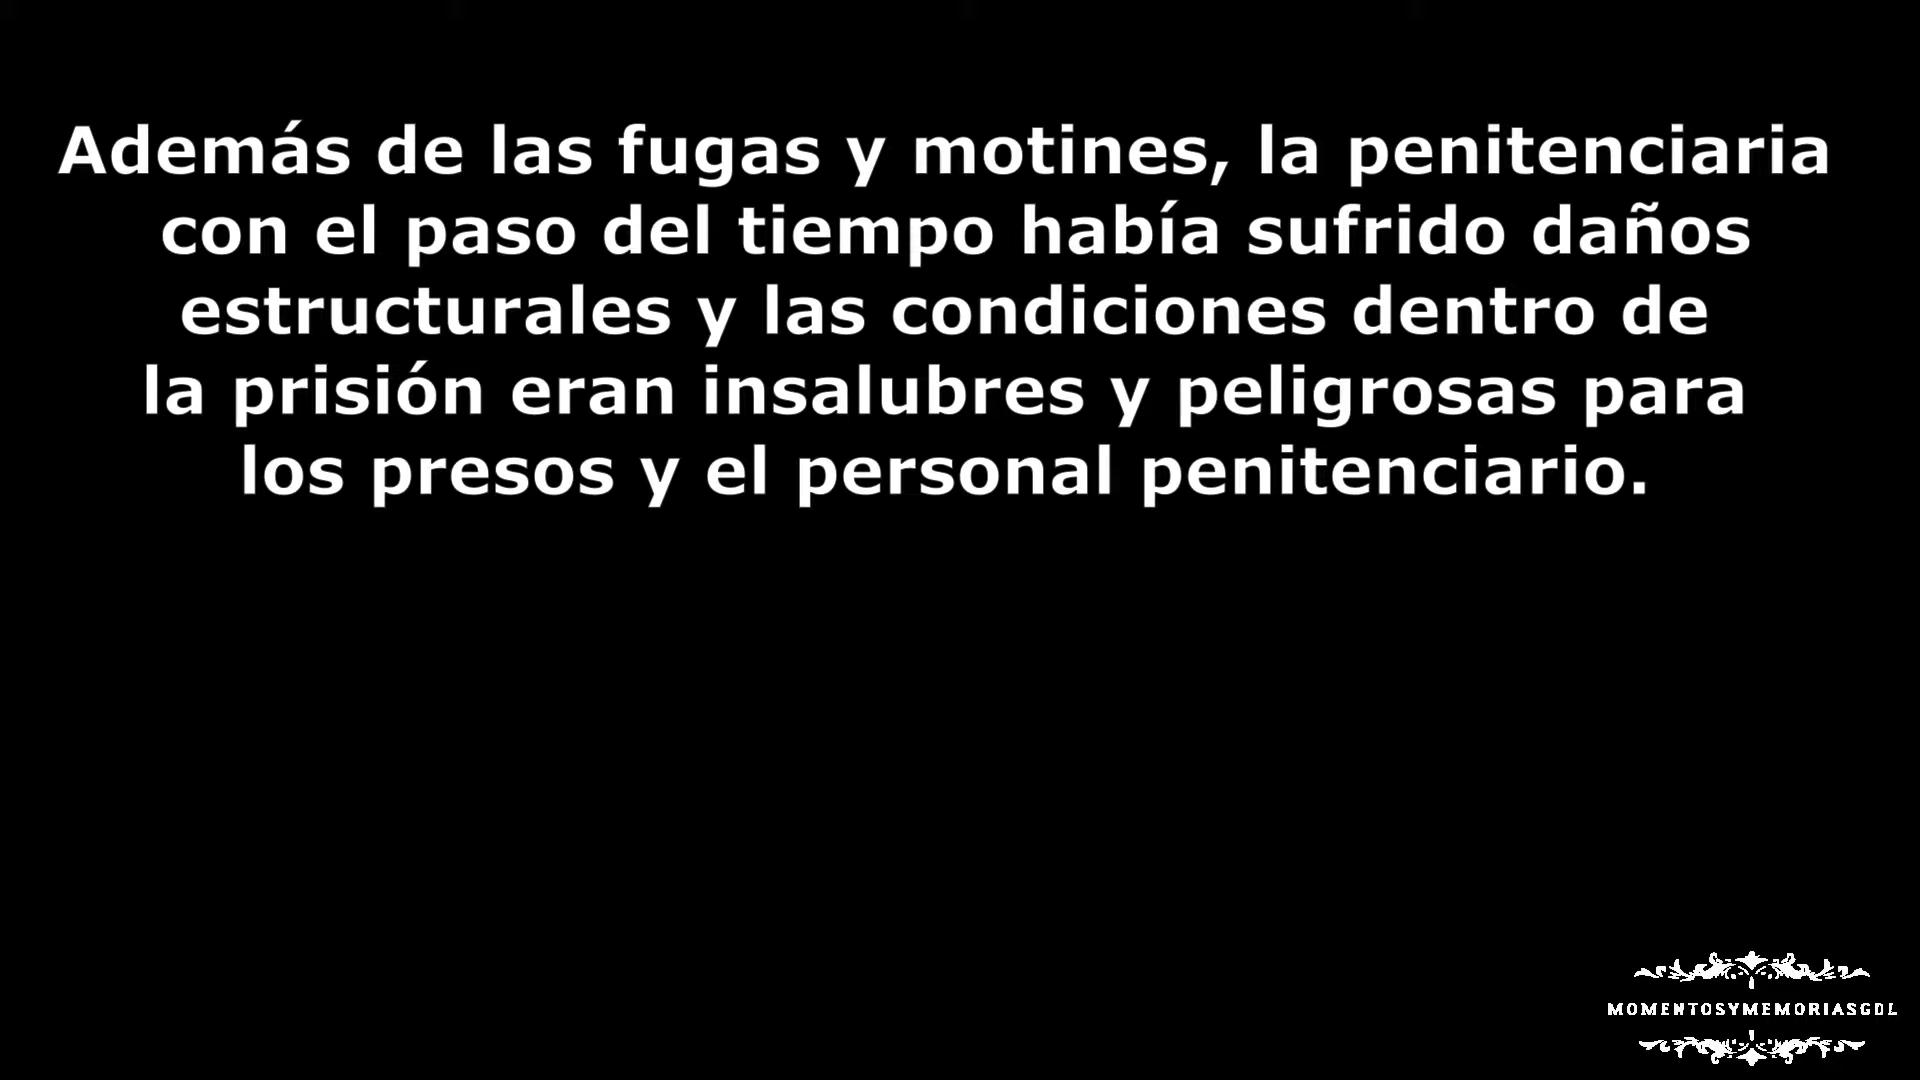 Además de las fugas y motines, la penitenciaria
con el paso del tiempo había sufrido daños
estructurales y las condiciones dentro de
la prisión eran insalubres y peligrosas para
los presos y el personal penitenciario.
MOMENTOSYMEMORIASGDL